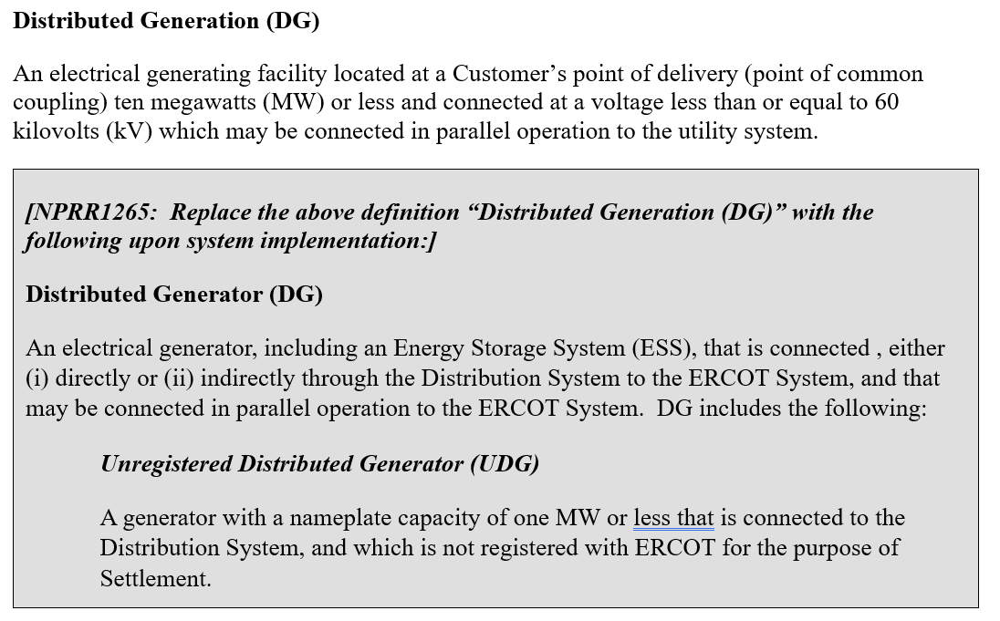 Distributed Generation (DG)
An electrical generating facility located at a Customer’s point of delivery (point of common
coupling) ten megawatts (MW) or less and connected at a voltage less than or equal to 60
kilovolts (kV) which may be connected in parallel operation to the utility system.
[NPRR1265:  Replace the above definition “Distributed Generation (DG)” with the
following upon system implementation:]
Distributed Generator (DG)
An electrical generator, including an Energy Storage System (ESS), that is connected , either
(i) directly or (ii) indirectly through the Distribution System to the ERCOT System, and that
may be connected in parallel operation to the ERCOT System.  DG includes the following:
Unregistered Distributed Generator (UDG)
A generator with a nameplate capacity of one MW or less that is connected to the
Distribution System, and which is not registered with ERCOT for the purpose of
Settlement.